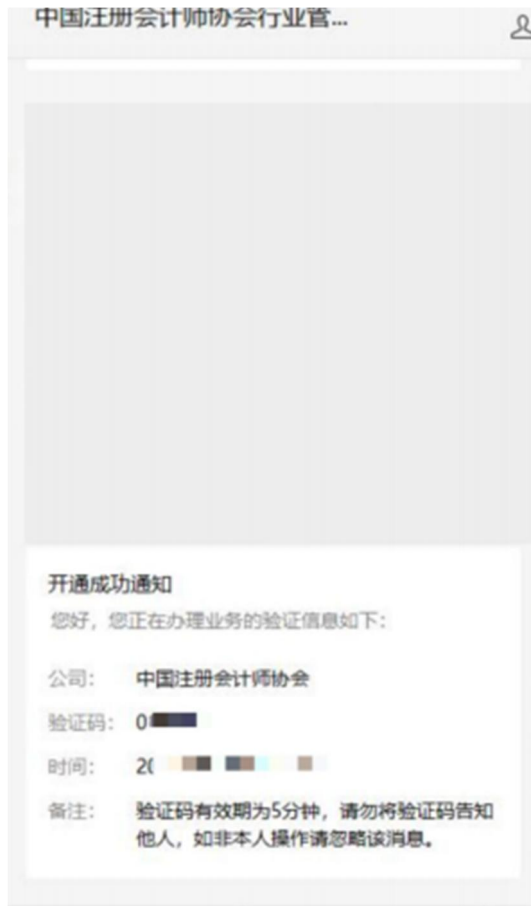 中国注册会计师协会行业管...
开通成功通知
您好，您正在办理业务的验证信息如下：
公司： 中国注册会计师协会
验证码： 0
时间： 20
备注： 验证码有效期为5分钟，请勿将验证码告知
他人，如非本人操作请忽略该消息。